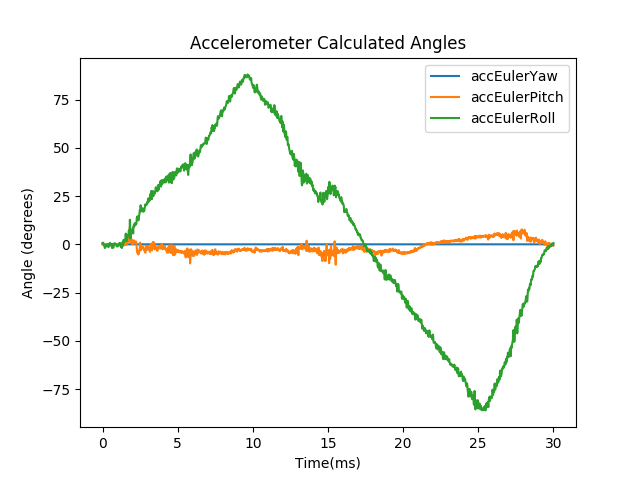 Accelerometer Calculated Angles
accEulerYaw
accEulerPitch
accEulerRoll
Angle (degrees)
75
50
25
0
−25
−50
−75
0 5 10 15 20 25 30
Time(ms)